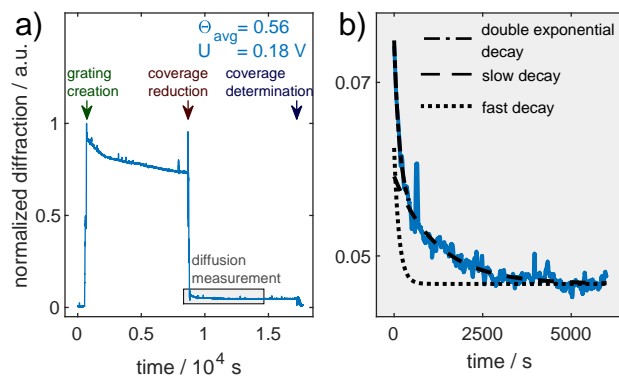 a)
Θavg = 0.56
U = 0.18 V
grating creation
coverage reduction
coverage determination
normalized diffraction / a.u.
1
0.5
0
diffusion measurement
0
0.5
1
1.5
time / 10^4 s
b)
double exponential decay
slow decay
fast decay
0.07
0.05
0
2500
5000
time / s